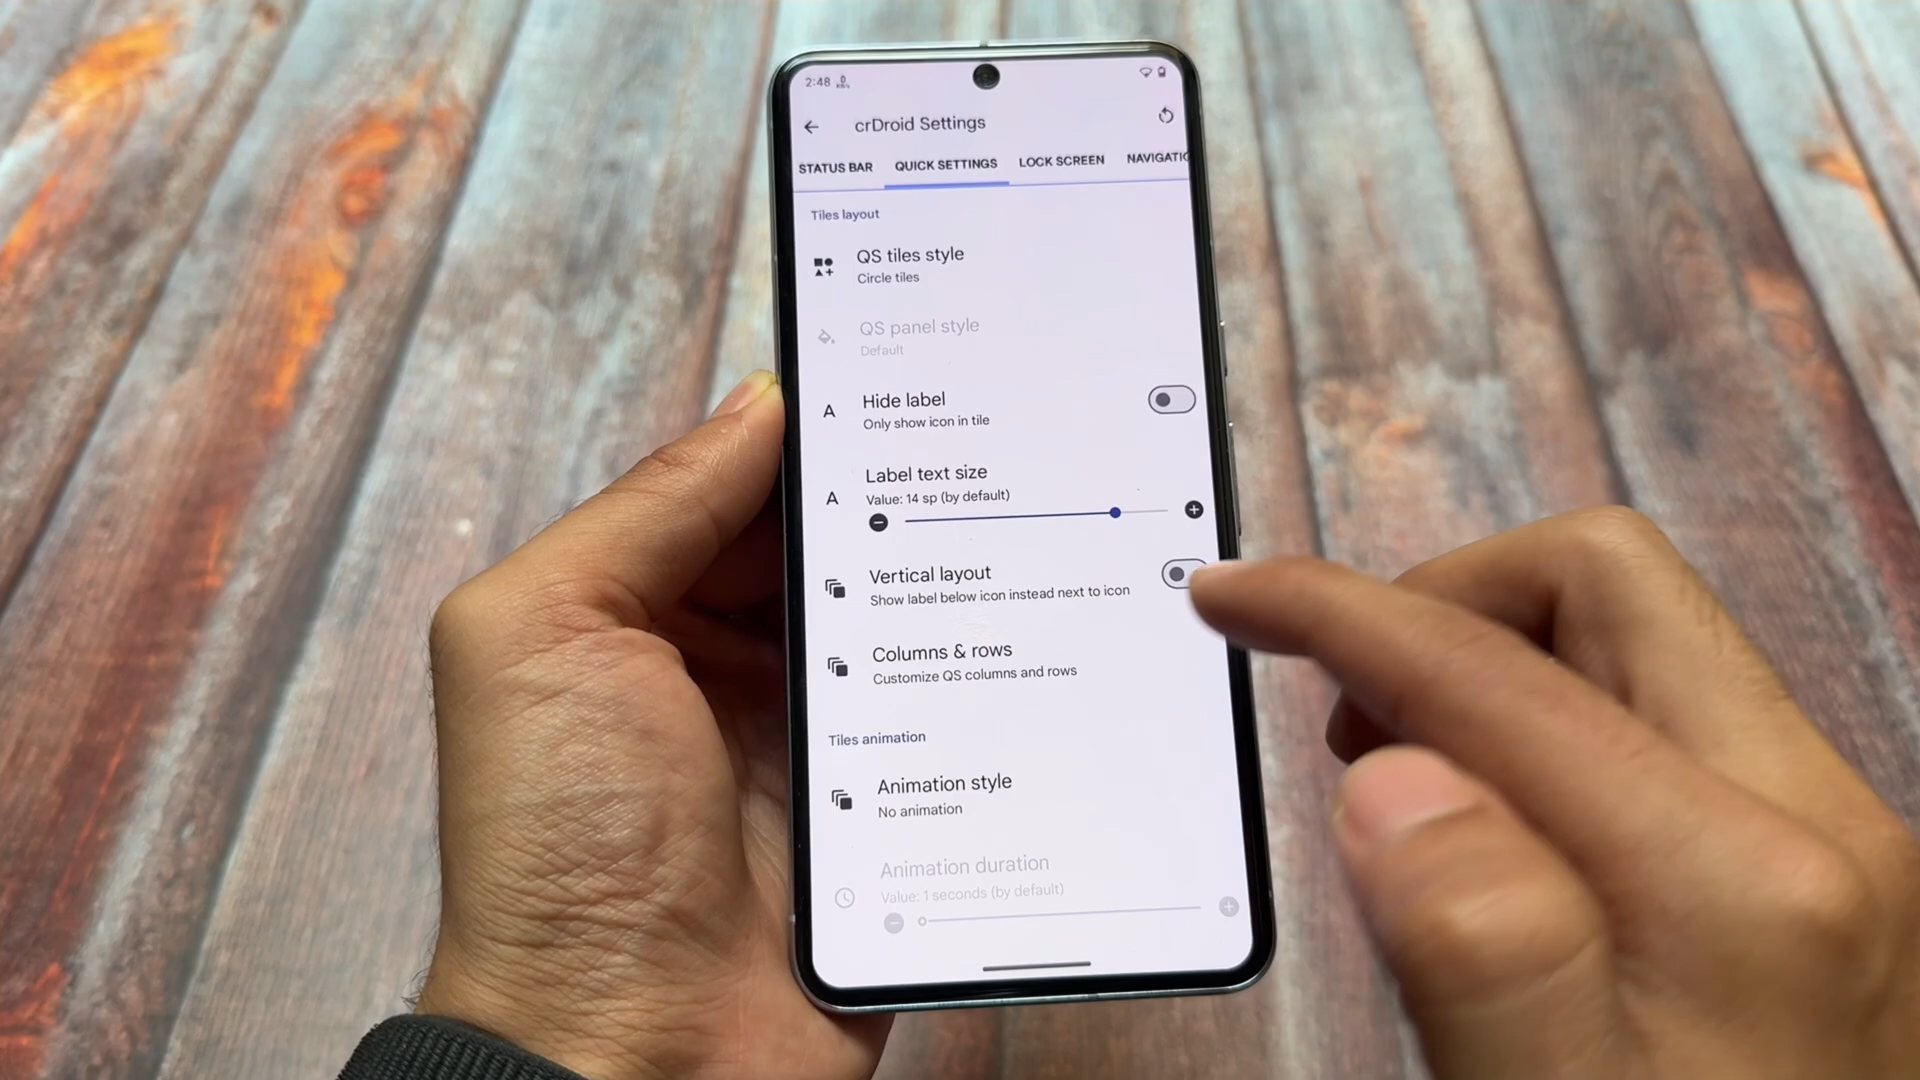 2:48 0 KB/s
crDroid Settings
STATUS BAR QUICK SETTINGS LOCK SCREEN NAVIGATIO
Tiles layout
QS tiles style
Circle tiles
QS panel style
Default
A Hide label
Only show icon in tile
Label text size
A Value: 14 sp (by default)
Vertical layout
Show label below icon instead next to icon
Columns & rows
Customize QS columns and rows
Tiles animation
Animation style
No animation
Animation duration
Value: 1 seconds (by default)